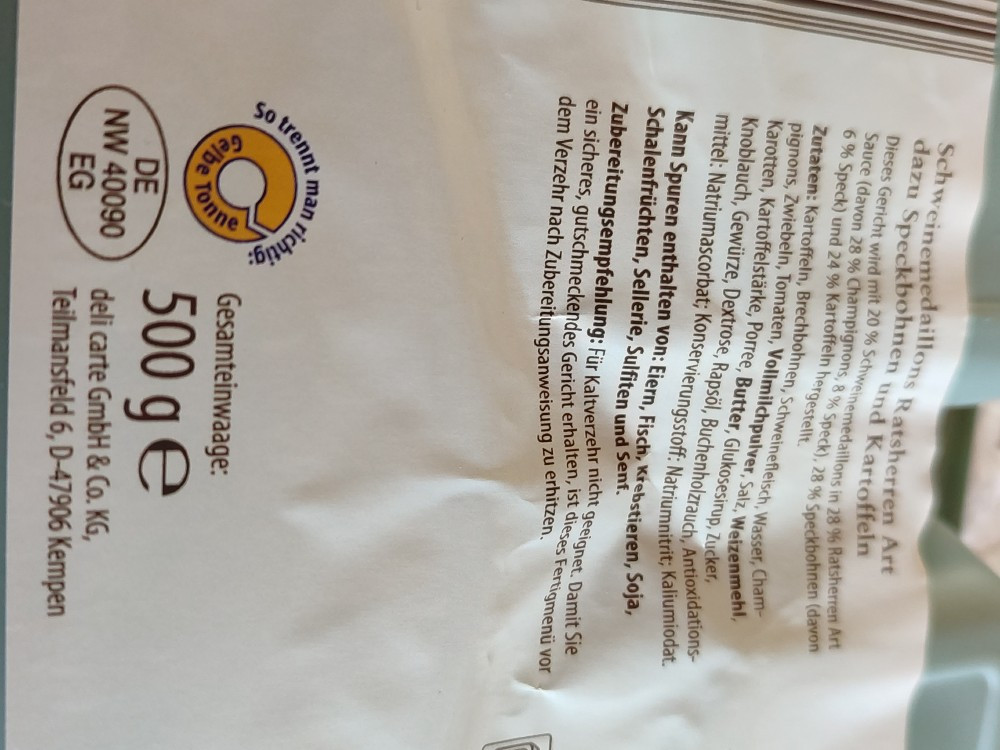 Schweinemedaillons Ratsherren Art
dazu Speckbohnen und Kartoffeln
Dieses Gericht wird mit 20 % Schweinemedaillons in 28 % Ratsherren Art
Sauce (davon 28 % Champignons, 8 % Speck), 28 % Speckbohnen (davon
6 % Speck) und 24 % Kartoffeln hergestellt.
Zutaten: Kartoffeln, Brechbohnen, Schweinefleisch, Wasser, Cham-
pignons, Zwiebeln, Tomaten, Vollmilchpulver, Salz, Weizenmehl,
Karotten, Kartoffelstärke, Porree, Butter, Glukosesirup, Zucker,
Knoblauch, Gewürze, Dextrose, Rapsöl, Buchenholzrauch, Antioxidations-
mittel: Natriumascorbat; Konservierungsstoff: Natriumnitrit; Kaliumiodat.
Kann Spuren enthalten von: Eiern, Fisch, Krebstieren, Soja,
Schalenfrüchten, Sellerie, Sulfiten und Senf.
Zubereitungsempfehlung: Für Kaltverzehr nicht geeignet. Damit Sie
ein sicheres, gutschmeckendes Gericht erhalten, ist dieses Fertigmenü vor
dem Verzehr nach Zubereitungsanweisung zu erhitzen.
So trennt man richtig:
Gelbe Tonne
Gesamteinwaage:
500 g e
DE
NW 40090
EG
deli carte GmbH & Co. KG,
Teilmansfeld 6, D-47906 Kempen